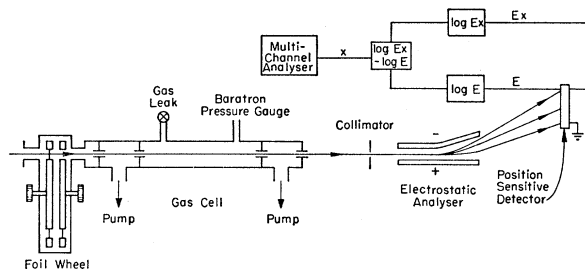 log Ex
Ex
Multi-
Channel
Analyser
x
log Ex
- log E
log E
E
Gas
Leak
Baratron
Pressure Gauge
Collimator
-
+
Electrostatic
Analyser
Position
Sensitive
Detector
Pump
Gas Cell
Pump
Foil Wheel